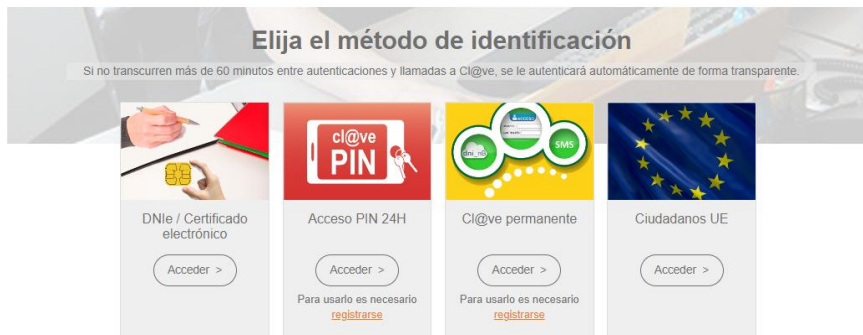 Elija el método de identificación
Si no transcurren más de 60 minutos entre autenticaciones y llamadas a Cl@ve, se le autenticará automáticamente de forma transparente.
cl@ve
PIN
SMS
DNIe / Certificado
electrónico
Acceder >
Acceso PIN 24H
Acceder >
Para usarlo es necesario
registrarse
Cl@ve permanente
Acceder >
Para usarlo es necesario
registrarse
Ciudadanos UE
Acceder >